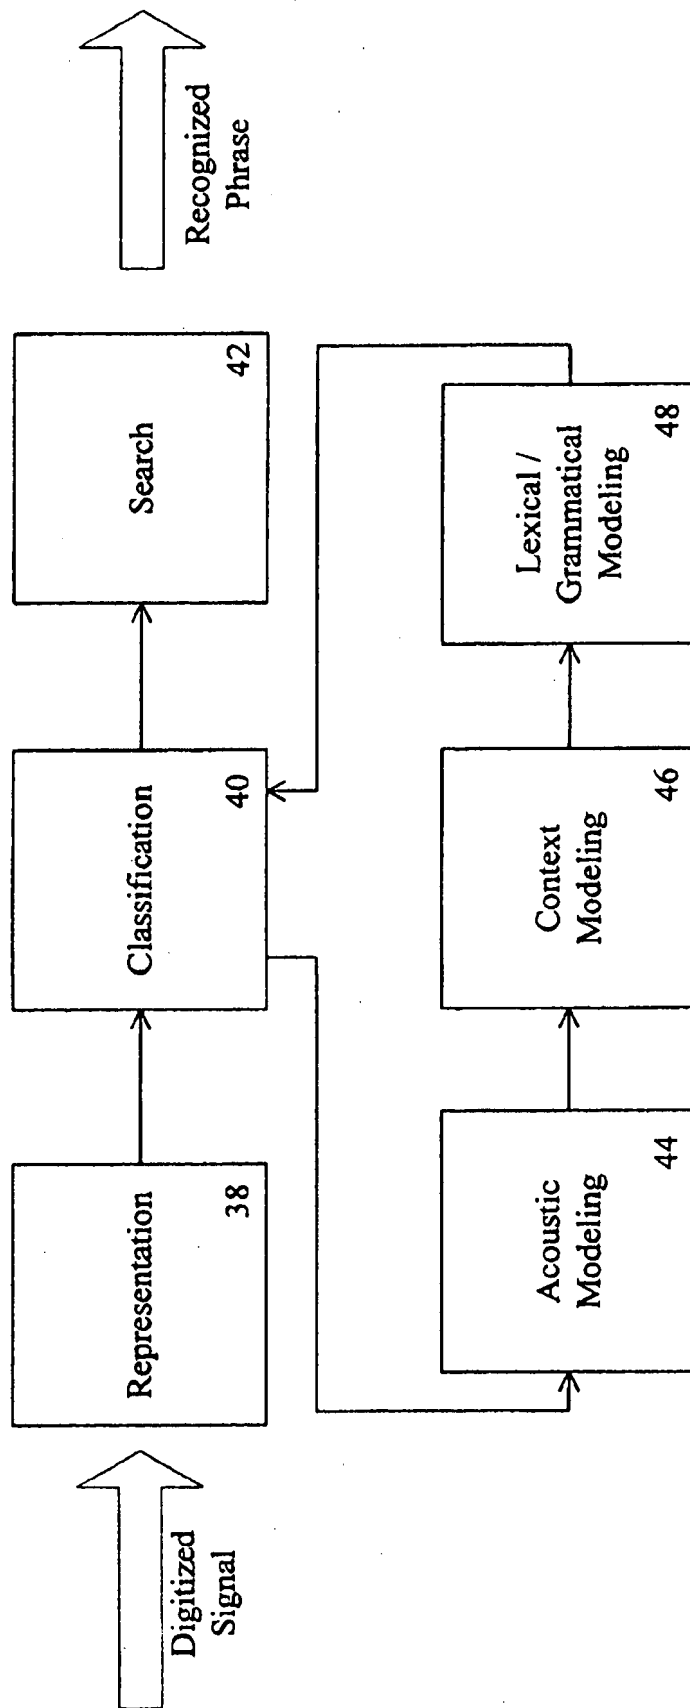 Digitized
Signal
Representation
38
Classification
40
Search
42
Recognized
Phrase
Acoustic
Modeling
44
Context
Modeling
46
Lexical /
Grammatical
Modeling
48